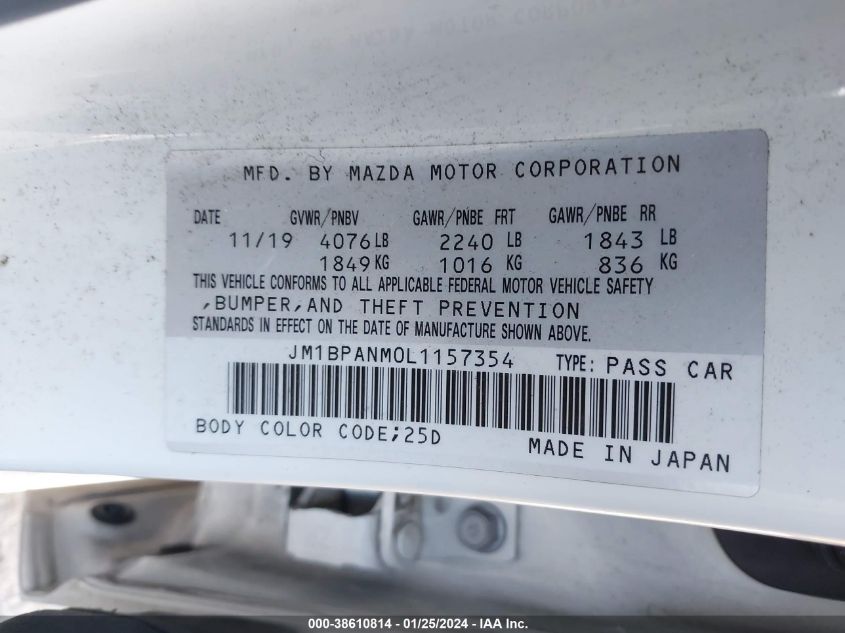 MFD. BY MAZDA MOTOR CORPORATION
DATE GVWR/PNBV GAWR/PNBE FRT GAWR/PNBE RR
11/19 4076LB 2240 LB 1843 LB
1849KG 1016 KG 836 KG
THIS VEHICLE CONFORMS TO ALL APPLICABLE FEDERAL MOTOR VEHICLE SAFETY
,BUMPER,AND THEFT PREVENTION
STANDARDS IN EFFECT ON THE DATE OF MANUFACTURE SHOWN ABOVE.
JM1BPANM0L1157354 TYPE: PASS CAR
BODY COLOR CODE;25D MADE IN JAPAN
000-38610814 - 01/25/2024 - IAA Inc.